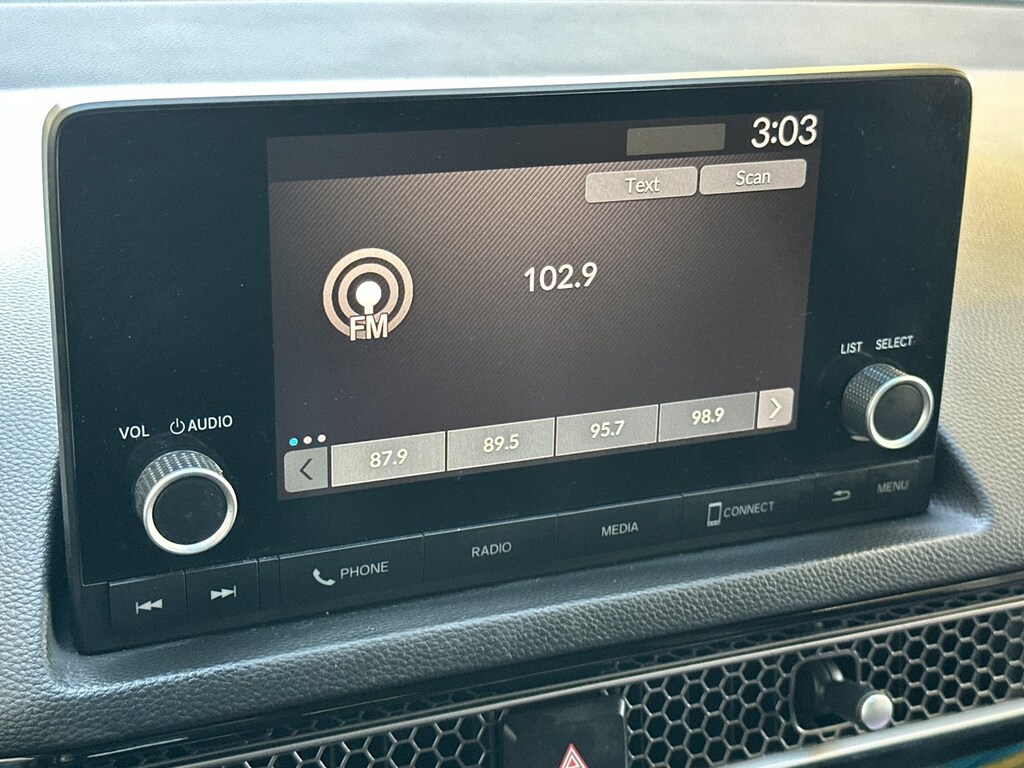 3:03
Text Scan
102.9
FM
LIST SELECT
VOL AUDIO
87.9 89.5 95.7 98.9
PHONE RADIO MEDIA CONNECT MENU